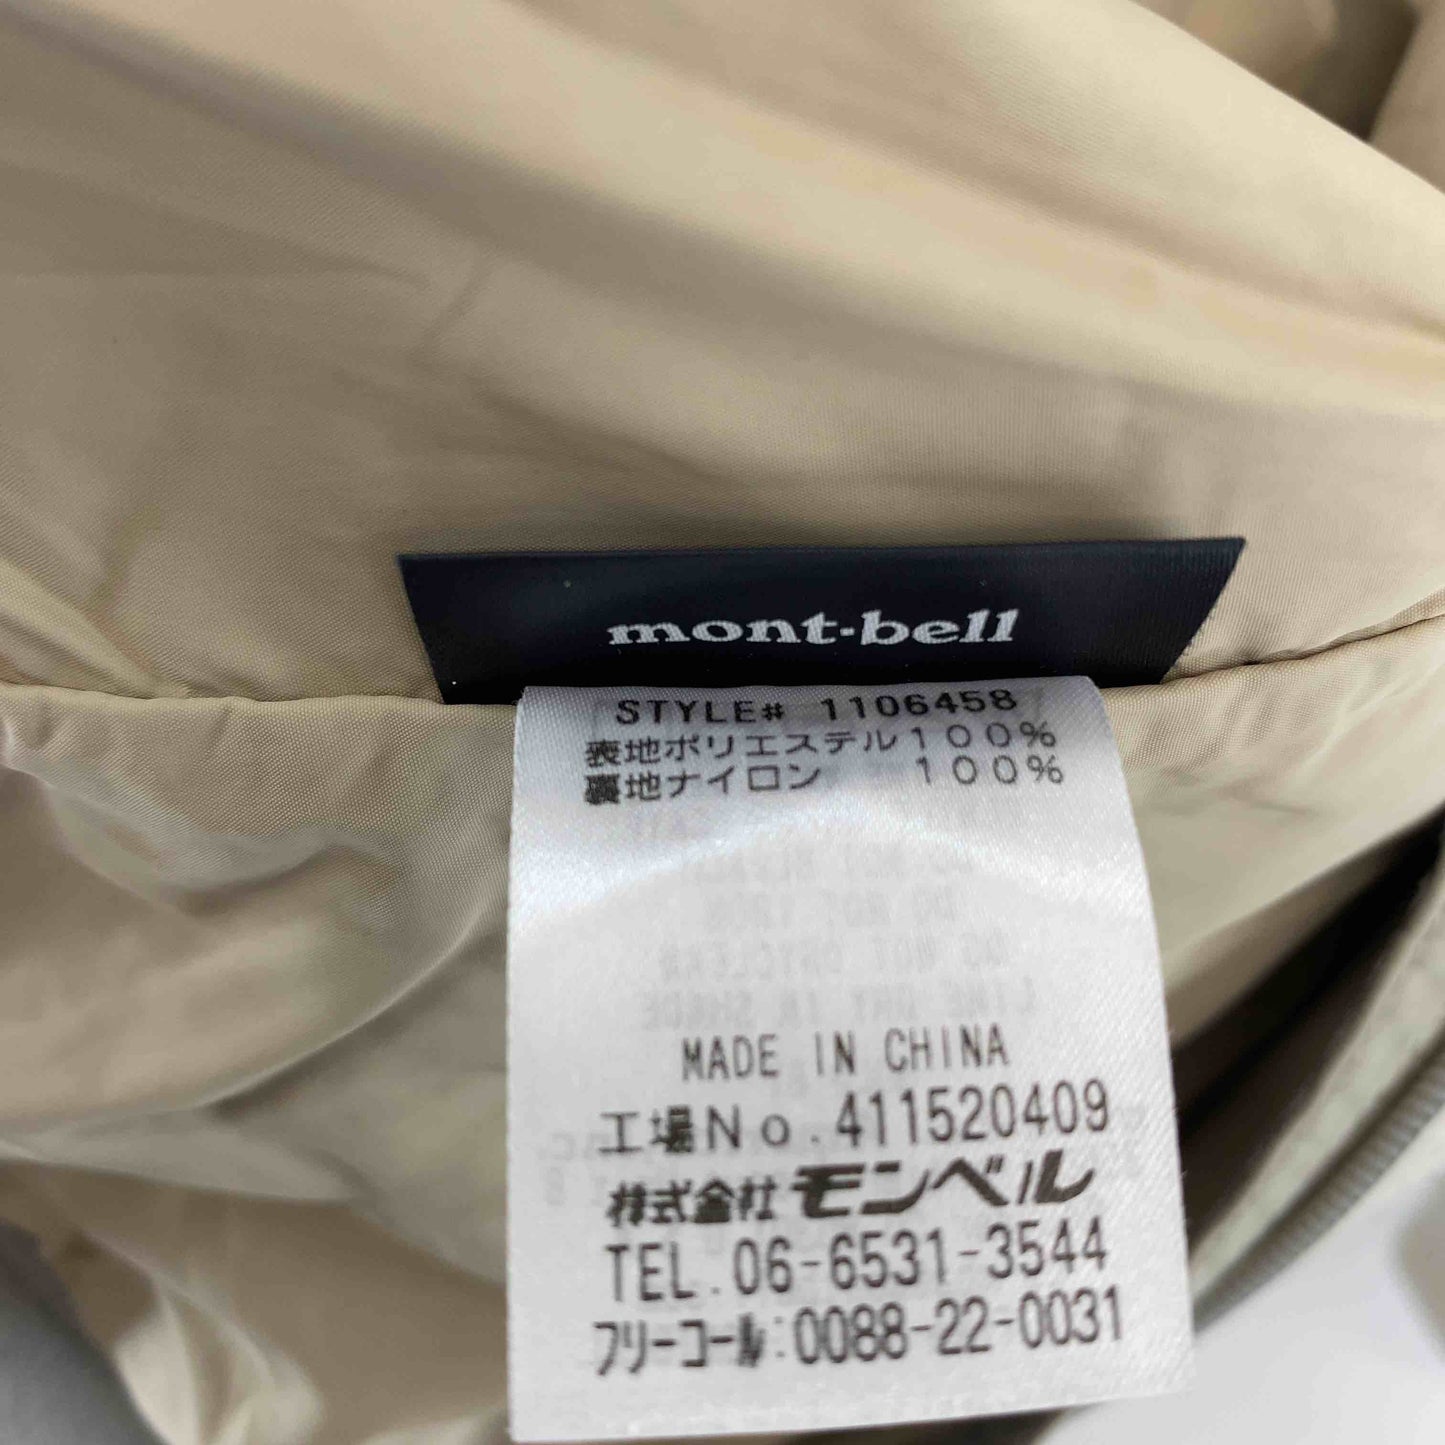 mont-bell
STYLE# 1106458
表地ポリエステル100%
裏地ナイロン 100%
MADE IN CHINA
工場No.411520409
株式会社モンベル
TEL.06-6531-3544
フリーコール:0088-22-0031